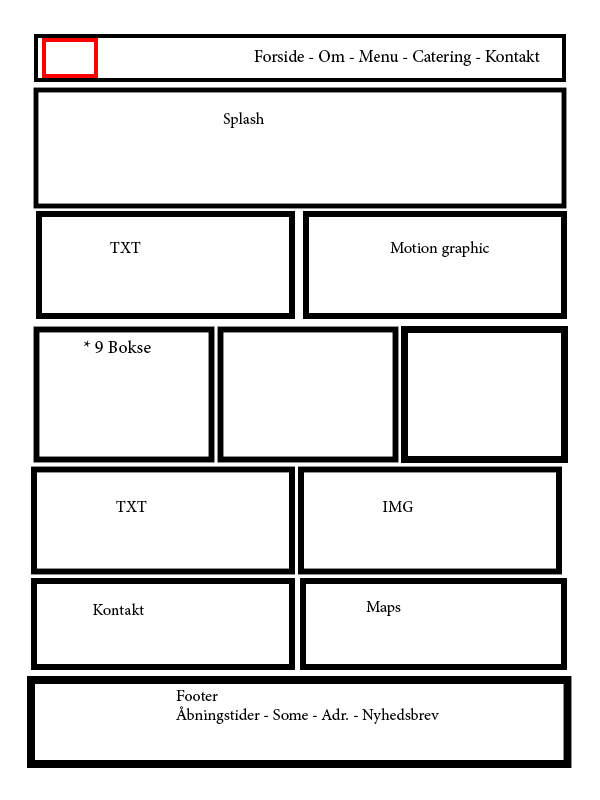 Forside - Om - Menu - Catering - Kontakt
Splash
TXT
Motion graphic
* 9 Bokse
TXT
IMG
Kontakt
Maps
Footer
Åbningstider - Some - Adr. - Nyhedsbrev